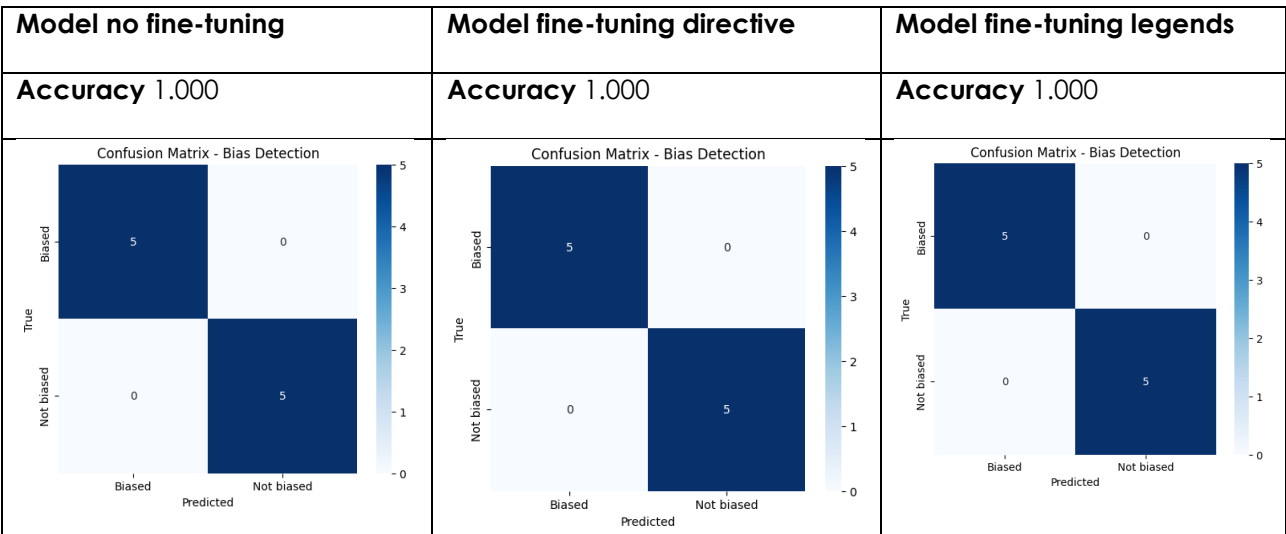 Model no fine-tuning
Model fine-tuning directive
Model fine-tuning legends
Accuracy 1.000
Accuracy 1.000
Accuracy 1.000
Confusion Matrix - Bias Detection
True
Biased
5
0
Not biased
0
5
Biased
Not biased
Predicted
5
4
3
2
1
0
Confusion Matrix - Bias Detection
True
Biased
5
0
Not biased
0
5
Biased
Not biased
Predicted
5
4
3
2
1
0
Confusion Matrix - Bias Detection
True
Biased
5
0
Not biased
0
5
Biased
Not biased
Predicted
5
4
3
2
1
0